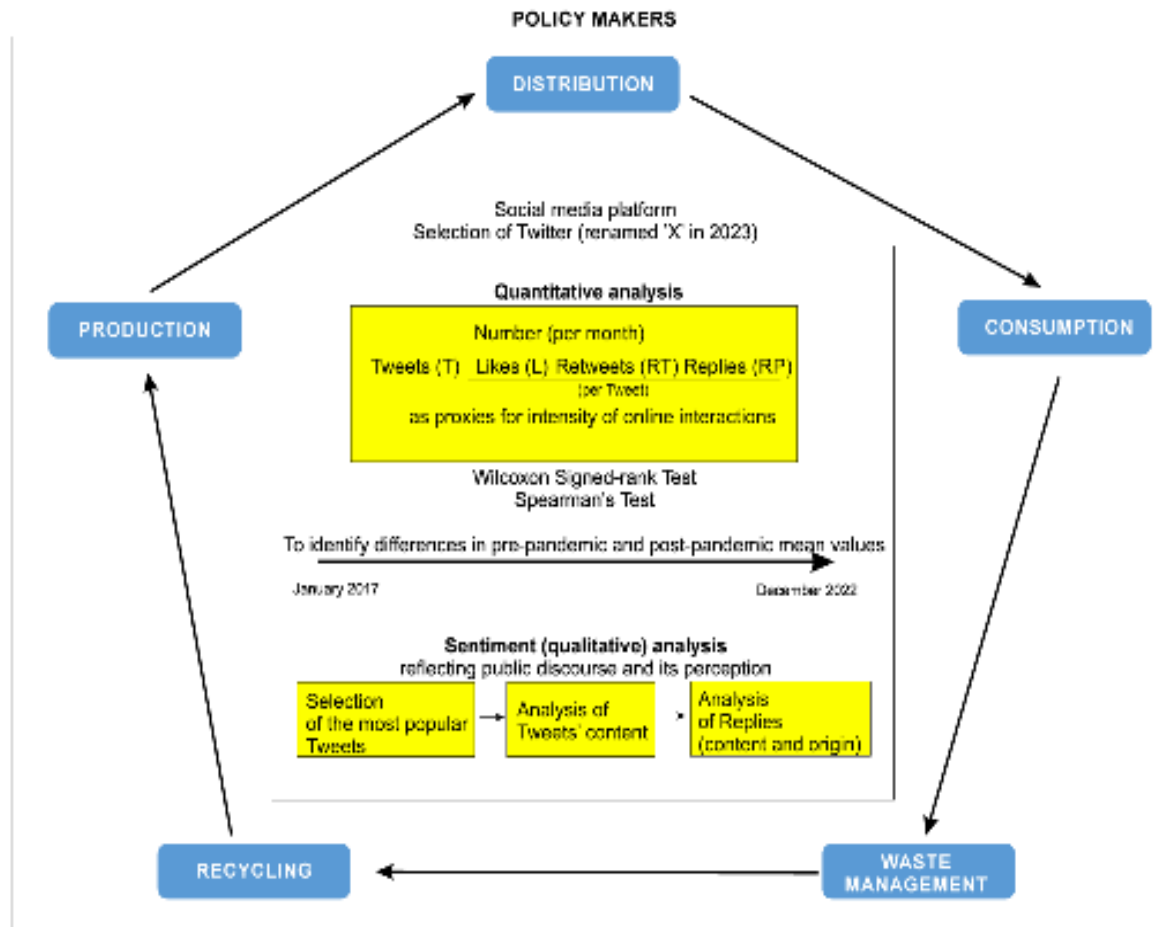 POLICY MAKERS
DISTRIBUTION
Social media platform
Selection of Twitter (renamed 'X' in 2023)
PRODUCTION
CONSUMPTION
Quantitative analysis
Number (per month)
Tweets (T) Likes (L) Retweets (RT) Replies (RP)
(per Tweet)
as proxies for intensity of online interactions
Wilcoxon Signed-rank Test
Spearman's Test
To identify differences in pre-pandemic and post-pandemic mean values
January 2017
December 2022
Sentiment (qualitative) analysis
reflecting public discourse and its perception
Selection
of the most popular
Tweets
Analysis of
Tweets' content
Analysis
of Replies
(content and origin)
RECYCLING
WASTE
MANAGEMENT